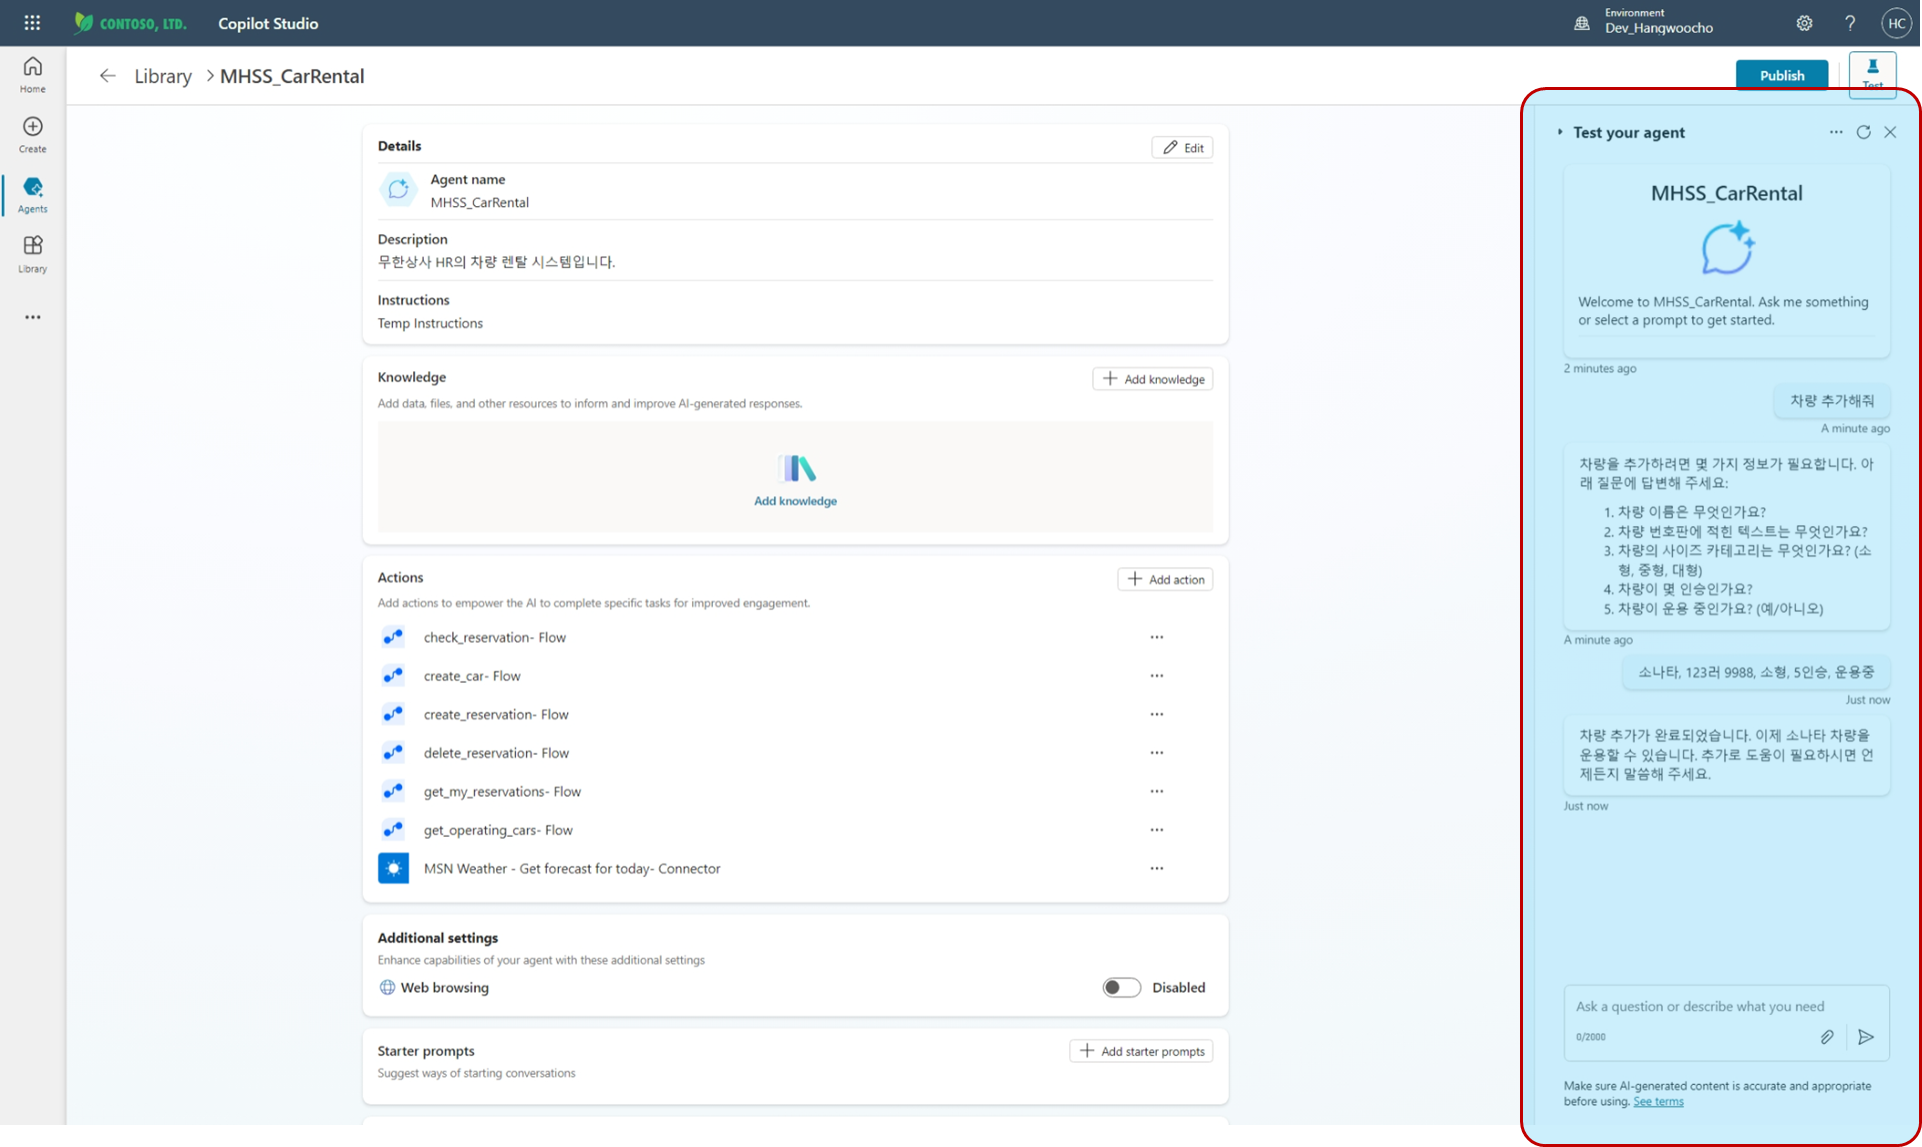 CONTOSO, LTD.
Copilot Studio
Environment
Dev_Hangwoocho
?
HC
Home
Create
Agents
Library
Library > MHSS_CarRental
Publish
Test
Details
Edit
Agent name
MHSS_CarRental
Description
무한상사 HR의 차량 렌탈 시스템입니다.
Instructions
Temp Instructions
Knowledge
Add knowledge
Add data, files, and other resources to inform and improve AI-generated responses.
Add knowledge
Actions
Add action
Add actions to empower the AI to complete specific tasks for improved engagement.
check_reservation- Flow
create_car- Flow
create_reservation- Flow
delete_reservation- Flow
get_my_reservations- Flow
get_operating_cars- Flow
MSN Weather - Get forecast for today- Connector
Additional settings
Enhance capabilities of your agent with these additional settings
Web browsing
Disabled
Starter prompts
Add starter prompts
Suggest ways of starting conversations
Test your agent
MHSS_CarRental
Welcome to MHSS_CarRental. Ask me something
or select a prompt to get started.
2 minutes ago
차량 추가해줘
A minute ago
차량을 추가하려면 몇 가지 정보가 필요합니다. 아
래 질문에 답변해 주세요:
1. 차량 이름은 무엇인가요?
2. 차량 번호판에 적힌 텍스트는 무엇인가요?
3. 차량의 사이즈 카테고리는 무엇인가요? (소
형, 중형, 대형)
4. 차량이 몇 인승인가요?
5. 차량이 운용 중인가요? (예/아니오)
A minute ago
소나타, 123러 9988, 소형, 5인승, 운용중
Just now
차량 추가가 완료되었습니다. 이제 소나타 차량을
운용할 수 있습니다. 추가로 도움이 필요하시면 언
제든지 말씀해 주세요.
Just now
Ask a question or describe what you need
0/2000
Make sure AI-generated content is accurate and appropriate
before using. See terms